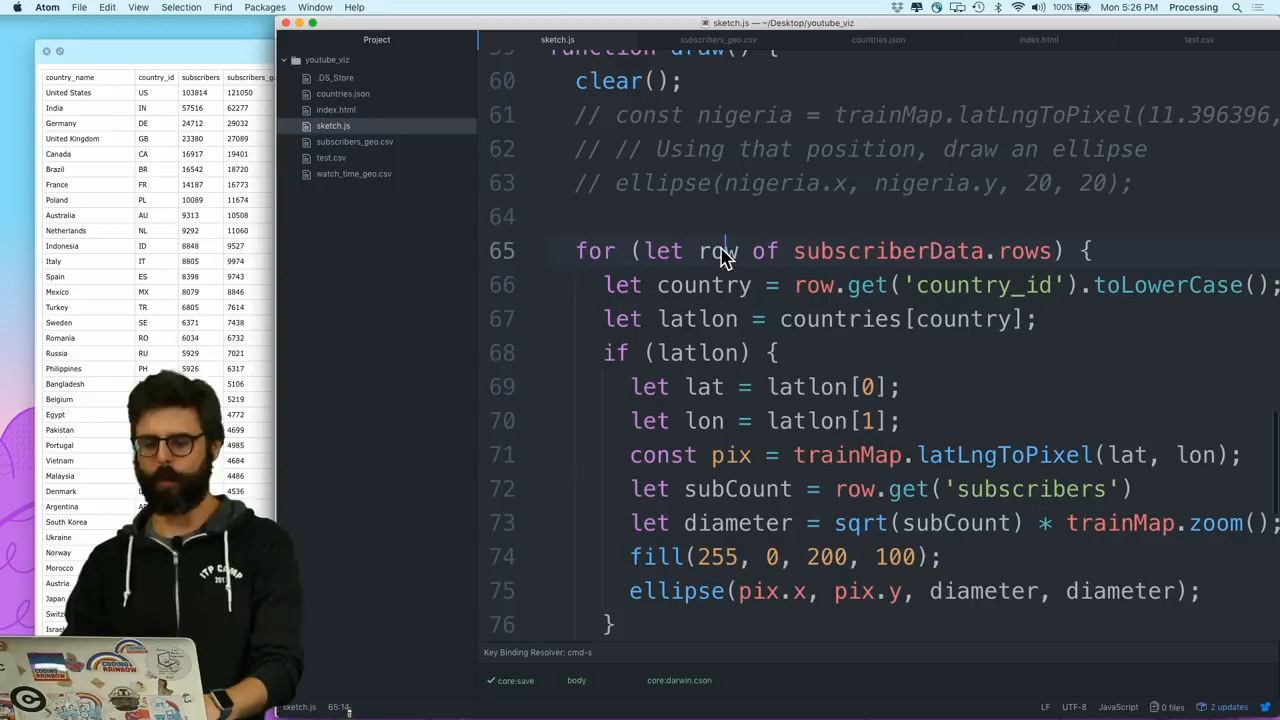 Atom File Edit View Selection Find Packages Window Help 100% Mon 5:26 PM Processing
sketch.js — ~/Desktop/youtube_viz
Project
youtube_viz
.DS_Store
countries.json
index.html
sketch.js
subscribers_geo.csv
test.csv
watch_time_geo.csv
sketch.js subscribers_geo.csv countries.json index.html test.csv
country_name country_id subscribers
United States US 103814 121050
India IN 57516 62277
Germany DE 24712 29032
United Kingdom GB 23380 27089
Canada CA 16917 19401
Brazil BR 16542 18720
France FR 14187 16773
Poland PL 10089 11674
Australia AU 9313 10508
Netherlands NL 9292 11060
Indonesia ID 8848 9527
Italy IT 8805 9974
Spain ES 8398 9743
Mexico MX 8079 8846
Turkey TR 6805 7614
Sweden SE 6371 7438
Romania RO 6034 6732
Russia RU 5929 7021
Philippines PH 5926 6317
Bangladesh 5106
Belgium 5219
Egypt 4772
Pakistan 4699
Portugal 4985
Vietnam 4684
Malaysia 4486
Denmark 4536
Argentina
South Korea
Ukraine
Norway
Morocco
Austria
Japan
function draw() {
60 clear();
61 // const nigeria = trainMap.latLngToPixel(11.396396,
62 // // Using that position, draw an ellipse
63 // ellipse(nigeria.x, nigeria.y, 20, 20);
64
65 for (let row of subscriberData.rows) {
66 let country = row.get('country_id').toLowerCase();
67 let latlon = countries[country];
68 if (latlon) {
69 let lat = latlon[0];
70 let lon = latlon[1];
71 const pix = trainMap.latLngToPixel(lat, lon);
72 let subCount = row.get('subscribers')
73 let diameter = sqrt(subCount) * trainMap.zoom();
74 fill(255, 0, 200, 100);
75 ellipse(pix.x, pix.y, diameter, diameter);
76 }
Key Binding Resolver: cmd-s
core:save body core:darwin.cson
sketch.js 65:14 LF UTF-8 JavaScript 0 files 2 updates
ITP CAMP
CODING RAINBOW